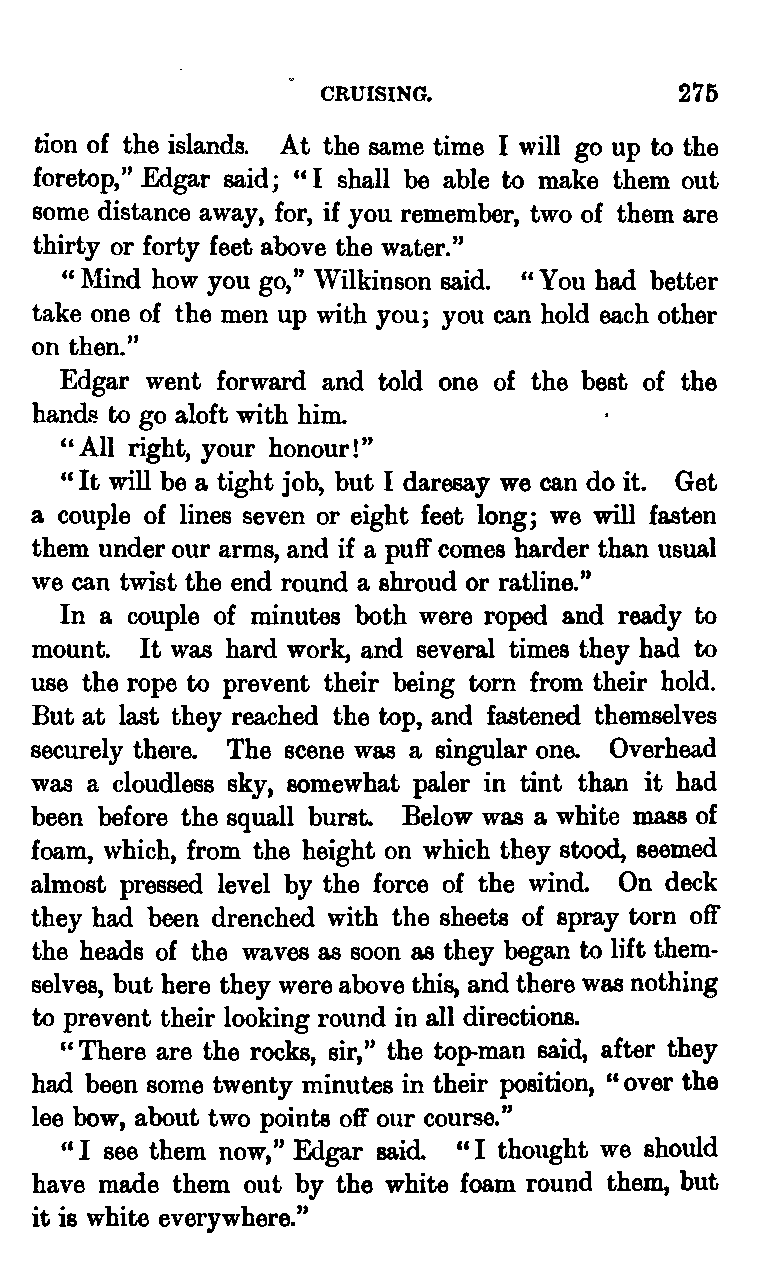 CRUISING. 275
tion of the islands. At the same time I will go up to the
foretop," Edgar said; "I shall be able to make them out
some distance away, for, if you remember, two of them are
thirty or forty feet above the water."
"Mind how you go," Wilkinson said. "You had better
take one of the men up with you; you can hold each other
on then."
Edgar went forward and told one of the best of the
hands to go aloft with him.
"All right, your honour!"
"It will be a tight job, but I daresay we can do it. Get
a couple of lines seven or eight feet long; we will fasten
them under our arms, and if a puff comes harder than usual
we can twist the end round a shroud or ratline."
In a couple of minutes both were roped and ready to
mount. It was hard work, and several times they had to
use the rope to prevent their being torn from their hold.
But at last they reached the top, and fastened themselves
securely there. The scene was a singular one. Overhead
was a cloudless sky, somewhat paler in tint than it had
been before the squall burst. Below was a white mass of
foam, which, from the height on which they stood, seemed
almost pressed level by the force of the wind. On deck
they had been drenched with the sheets of spray torn off
the heads of the waves as soon as they began to lift them-
selves, but here they were above this, and there was nothing
to prevent their looking round in all directions.
"There are the rocks, sir," the top-man said, after they
had been some twenty minutes in their position, "over the
lee bow, about two points off our course."
"I see them now," Edgar said. "I thought we should
have made them out by the white foam round them, but
it is white everywhere."